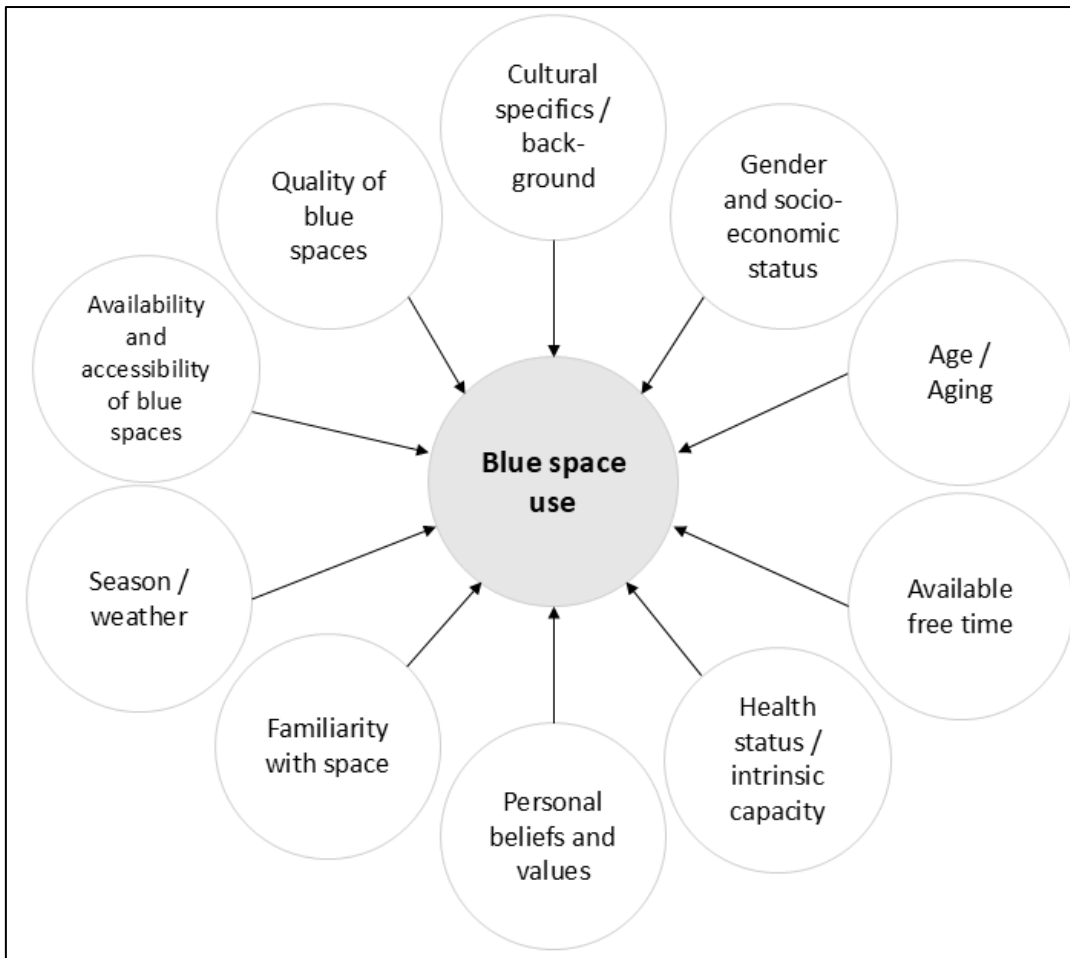 Cultural
specifics /
back-
ground
Gender
and socio-
economic
status
Quality of
blue
spaces
Availability
and
accessibility
of blue
spaces
Age /
Aging
Blue space
use
Season /
weather
Available
free time
Familiarity
with space
Health
status /
intrinsic
capacity
Personal
beliefs and
values